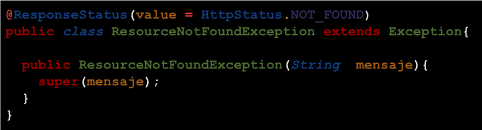 @ResponseStatus(value = HttpStatus.NOT_FOUND)
public class ResourceNotFoundException extends Exception{
public ResourceNotFoundException(String mensaje){
super(mensaje);
}
}